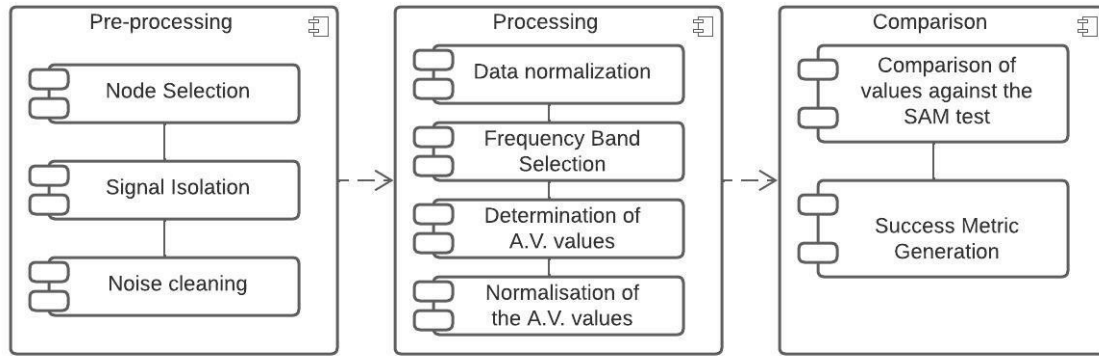 Pre-processing
Node Selection
Signal Isolation
Noise cleaning
Processing
Data normalization
Frequency Band
Selection
Determination of
A.V. values
Normalisation of
the A.V. values
Comparison
Comparison of
values against the
SAM test
Success Metric
Generation